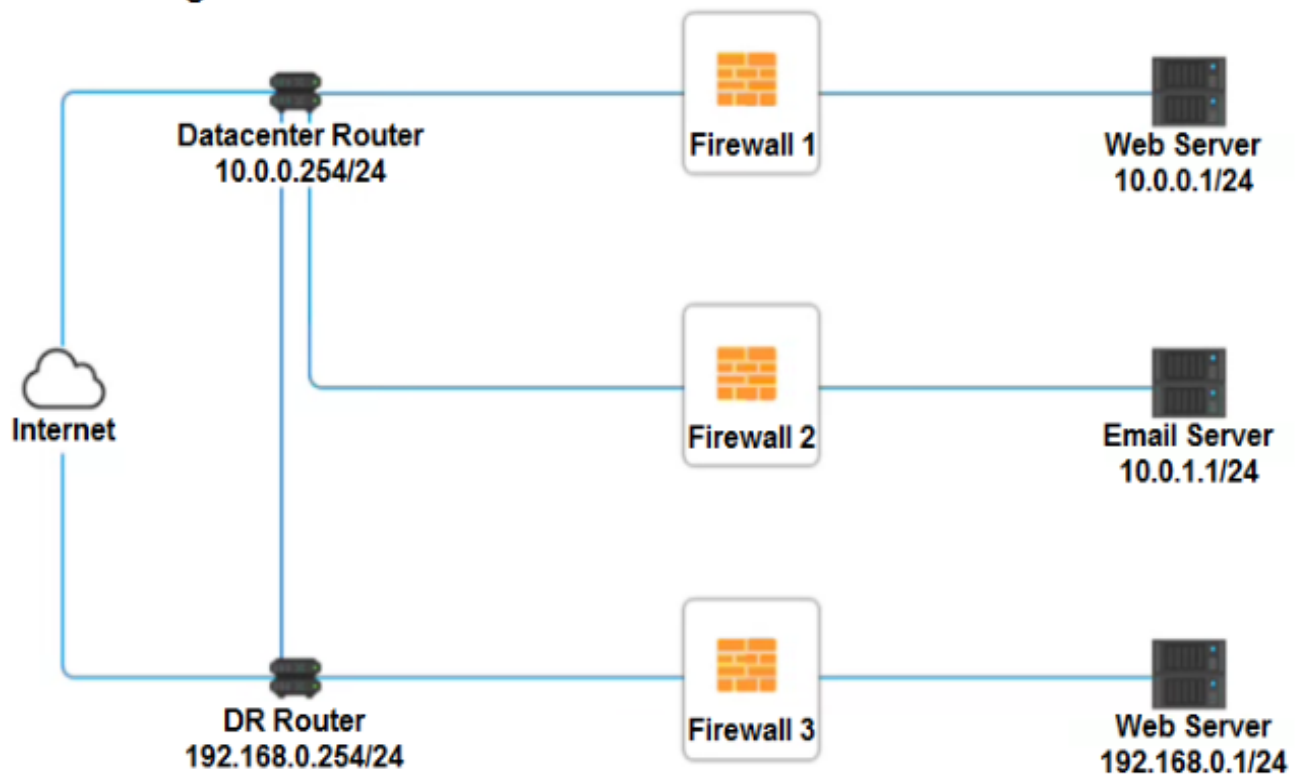 Datacenter Router
10.0.0.254/24
Firewall 1
Web Server
10.0.0.1/24
Internet
Firewall 2
Email Server
10.0.1.1/24
DR Router
192.168.0.254/24
Firewall 3
Web Server
192.168.0.1/24